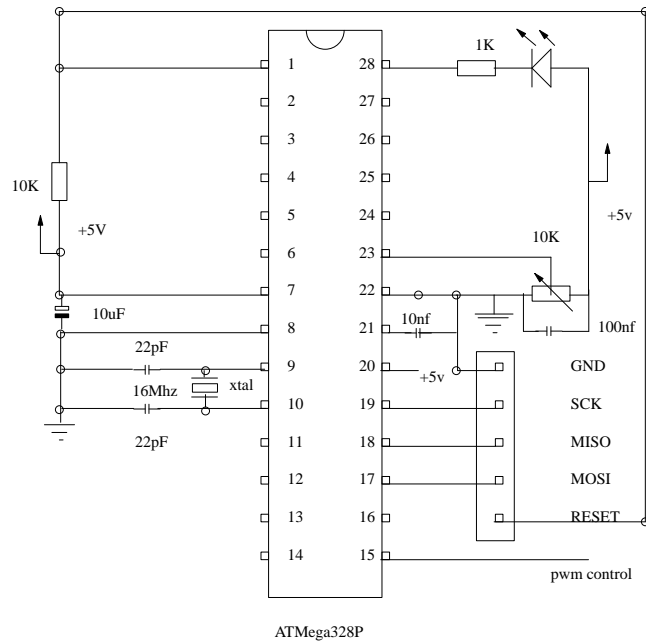 1K
1 28
2 27
3 26
4 25
10K
5 24
+5V
+5v
6 23
10K
7 22
10uF
10nf
100nf
8 21
22pF
9 20
+5v
GND
16Mhz
xtal
10 19
SCK
22pF
11 18
MISO
12 17
MOSI
13 16
RESET
14 15
pwm control
ATMega328P